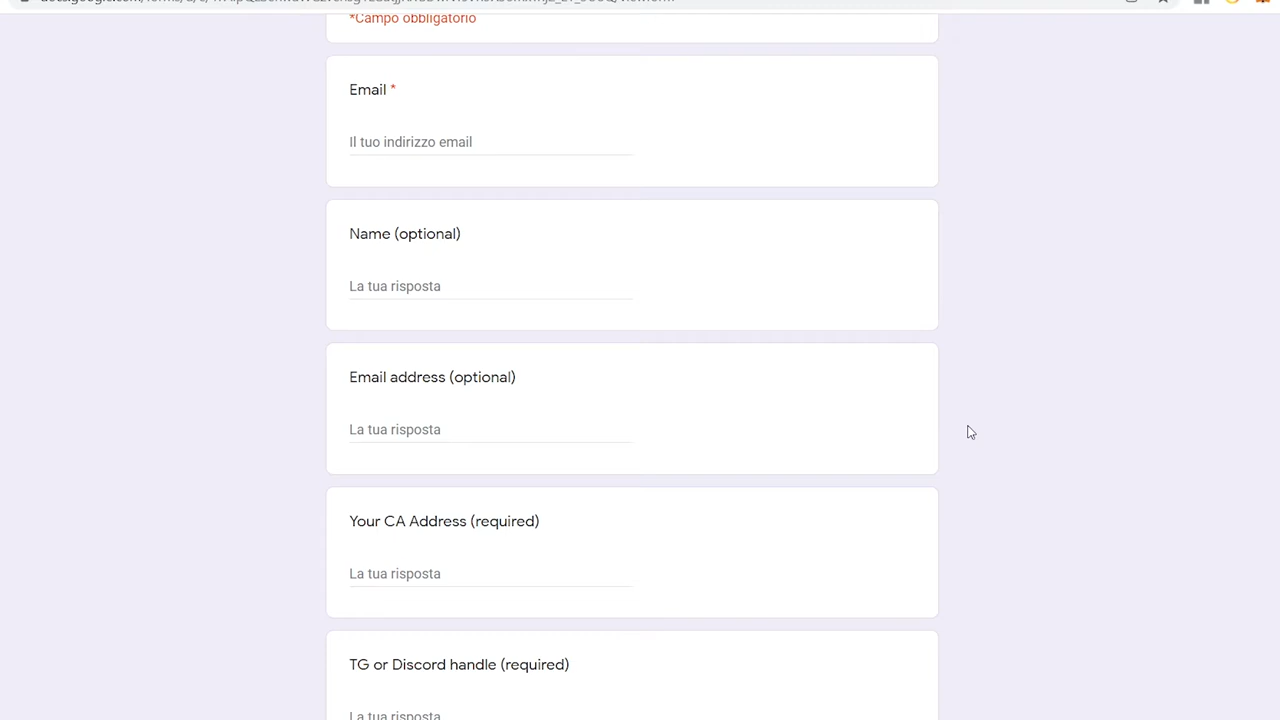 *Campo obbligatorio
Email *
Il tuo indirizzo email
Name (optional)
La tua risposta
Email address (optional)
La tua risposta
Your CA Address (required)
La tua risposta
TG or Discord handle (required)
La tua risposta